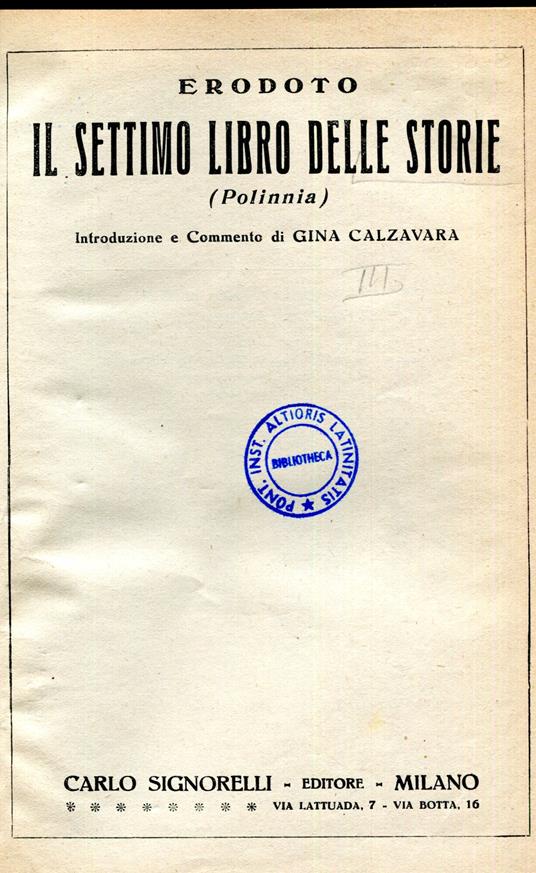 ERODOTO
IL SETTIMO LIBRO DELLE STORIE
(Polinnia)
Introduzione e Commento di GINA CALZAVARA
PONT. INST. ALTIORIS LATINITATIS
BIBLIOTHECA
CARLO SIGNORELLI - EDITORE - MILANO
VIA LATTUADA, 7 - VIA BOTTA, 16